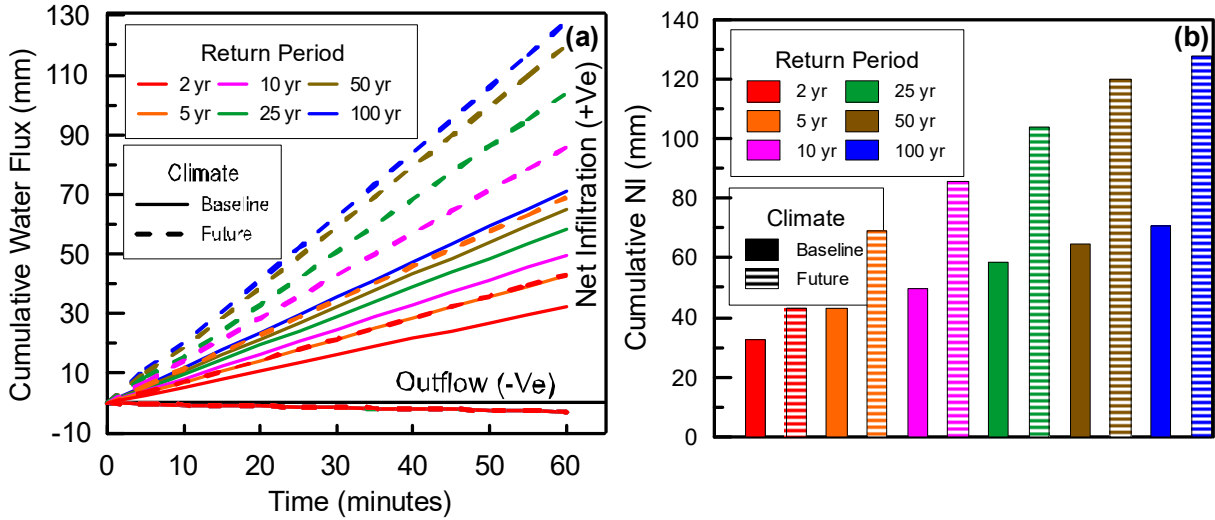 (a)
Cumulative Water Flux (mm)
130
110
90
70
50
30
10
-10
Return Period
2 yr 10 yr 50 yr
5 yr 25 yr 100 yr
Climate
Baseline
Future
Net Infiltration (+Ve)
Outflow (-Ve)
0 10 20 30 40 50 60
Time (minutes)
(b)
Cumulative NI (mm)
140
120
100
80
60
40
20
0
Return Period
2 yr 25 yr
5 yr 50 yr
10 yr 100 yr
Climate
Baseline
Future